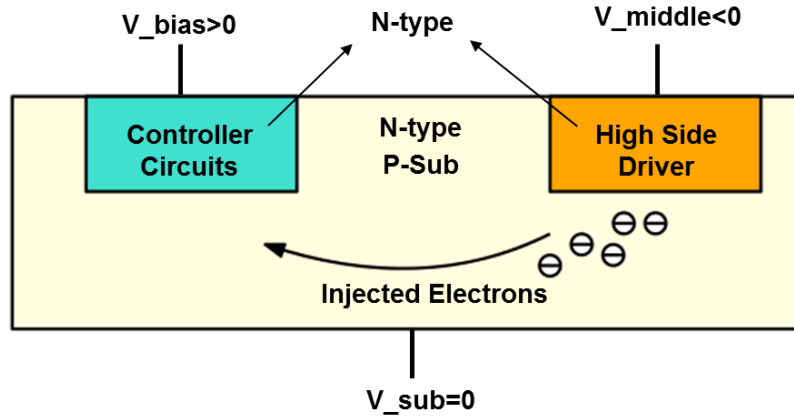 V_bias>0
N-type
V_middle<0
Controller
Circuits
N-type
P-Sub
High Side
Driver
Injected Electrons
V_sub=0